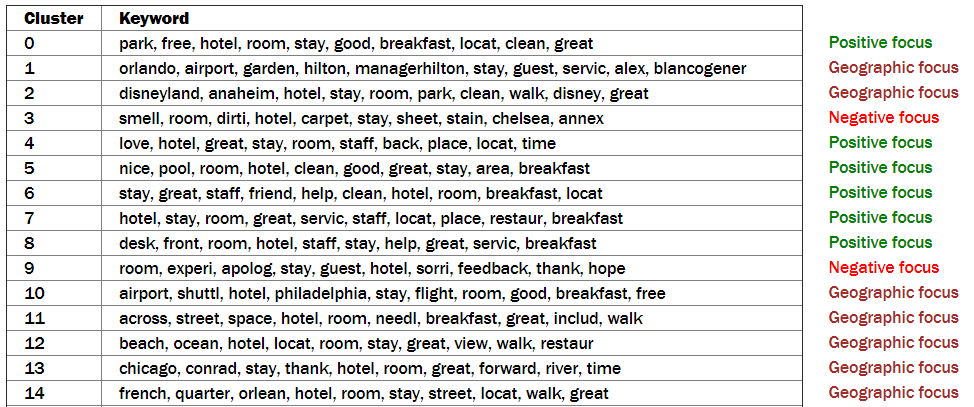 Cluster Keyword
0 park, free, hotel, room, stay, good, breakfast, locat, clean, great Positive focus
1 orlando, airport, garden, hilton, managerhilton, stay, guest, servic, alex, blancogener Geographic focus
2 disneyland, anaheim, hotel, stay, room, park, clean, walk, disney, great Geographic focus
3 smell, room, dirti, hotel, carpet, stay, sheet, stain, chelsea, annex Negative focus
4 love, hotel, great, stay, room, staff, back, place, locat, time Positive focus
5 nice, pool, room, hotel, clean, good, great, stay, area, breakfast Positive focus
6 stay, great, staff, friend, help, clean, hotel, room, breakfast, locat Positive focus
7 hotel, stay, room, great, servic, staff, locat, place, restaur, breakfast Positive focus
8 desk, front, room, hotel, staff, stay, help, great, servic, breakfast Positive focus
9 room, experi, apolog, stay, guest, hotel, sorri, feedback, thank, hope Negative focus
10 airport, shuttl, hotel, philadelphia, stay, flight, room, good, breakfast, free Geographic focus
11 across, street, space, hotel, room, needl, breakfast, great, includ, walk Geographic focus
12 beach, ocean, hotel, locat, room, stay, great, view, walk, restaur Geographic focus
13 chicago, conrad, stay, thank, hotel, room, great, forward, river, time Geographic focus
14 french, quarter, orlean, hotel, room, stay, street, locat, walk, great Geographic focus